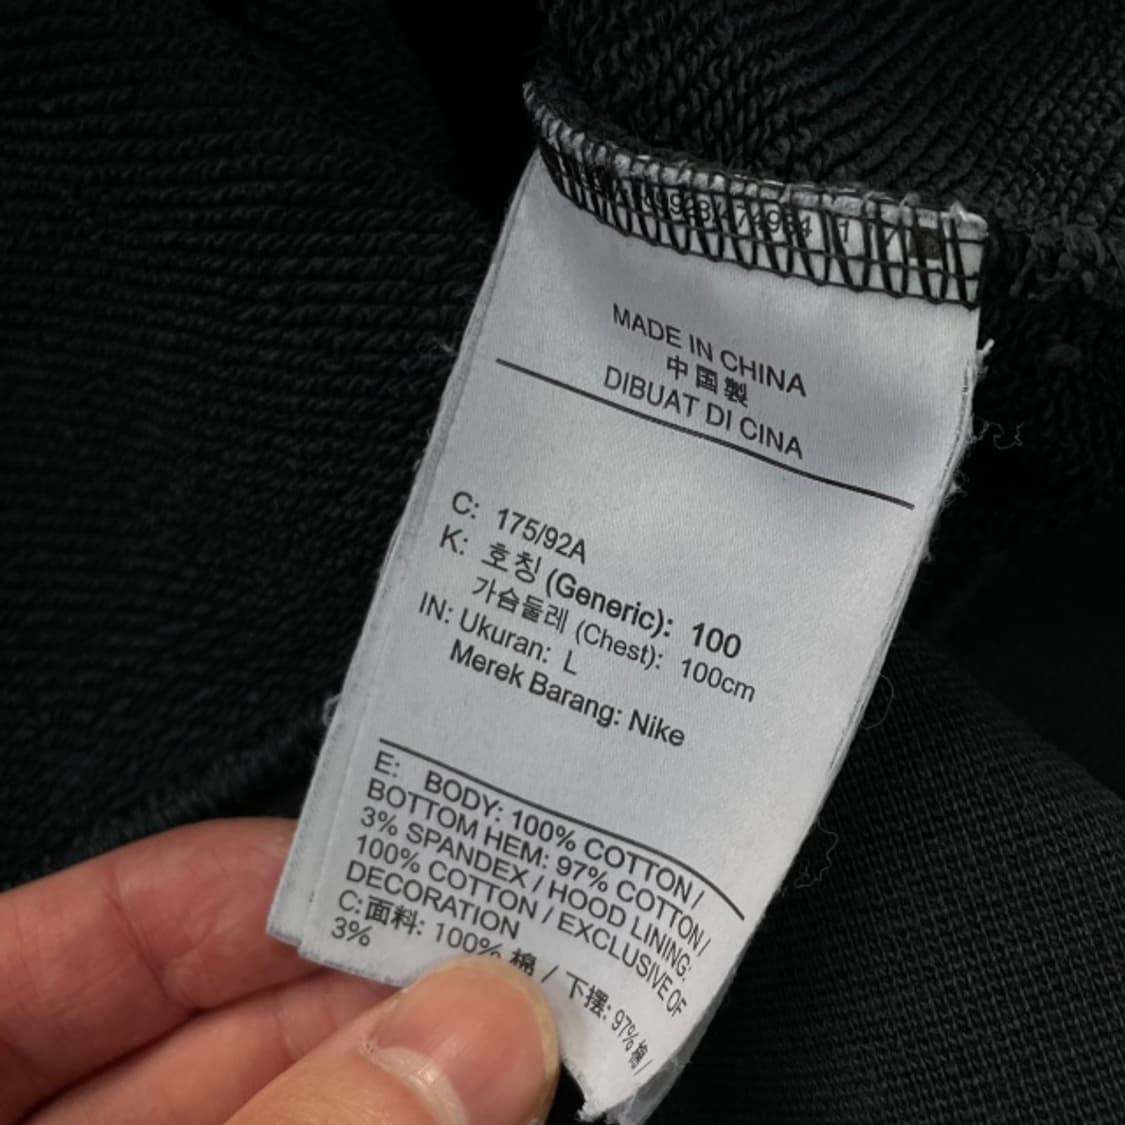 MADE IN CHINA
中国製
DIBUAT DI CINA
C: 175/92A
K: 호칭 (Generic): 100
가슴둘레 (Chest): 100cm
IN: Ukuran: L
Merek Barang: Nike
E: BODY: 100% COTTON /
BOTTOM HEM: 97% COTTON /
3% SPANDEX / HOOD LINING:
100% COTTON / EXCLUSIVE OF
DECORATION
C: 面料: 100% 棉 / 下摆: 97% 棉 /
3%